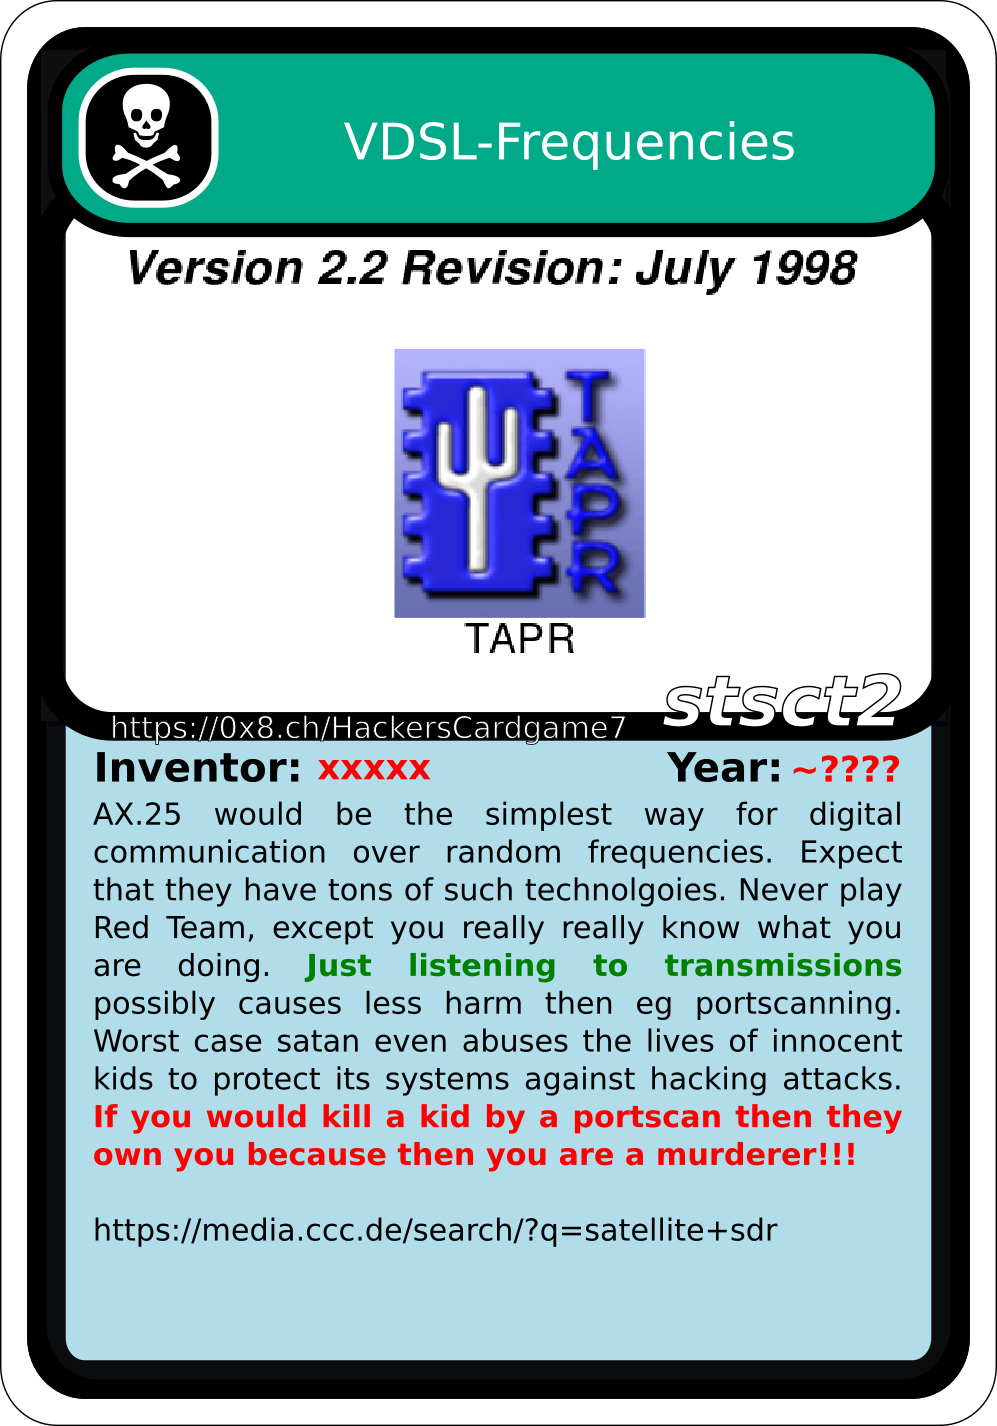 VDSL-Frequencies
Version 2.2 Revision: July 1998
TAPR
TAPR
stsct2
https://0x8.ch/HackersCardgame7
Inventor: xxxxx Year: ~????
AX.25 would be the simplest way for digital
communication over random frequencies. Expect
that they have tons of such technolgoies. Never play
Red Team, except you really really know what you
are doing. Just listening to transmissions
possibly causes less harm then eg portscanning.
Worst case satan even abuses the lives of innocent
kids to protect its systems against hacking attacks.
If you would kill a kid by a portscan then they
own you because then you are a murderer!!!
https://media.ccc.de/search/?q=satellite+sdr